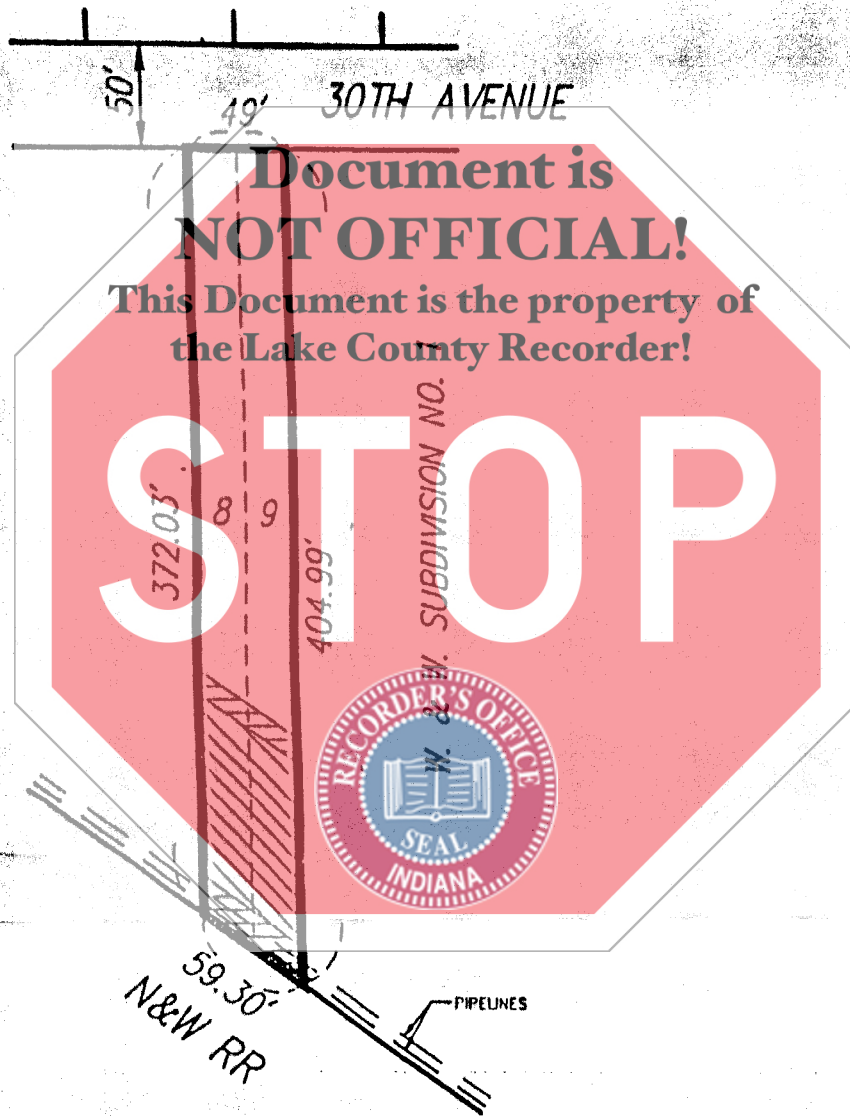 50'
49'
30TH AVENUE
Document is
NOT OFFICIAL!
This Document is the property of
the Lake County Recorder!
STOP
372.03'
8
9
404.99'
W. & W. SUBDIVISION NO. 1
RECORDER'S OFFICE
SEAL
INDIANA
59.30'
N&W RR
PIPELINES